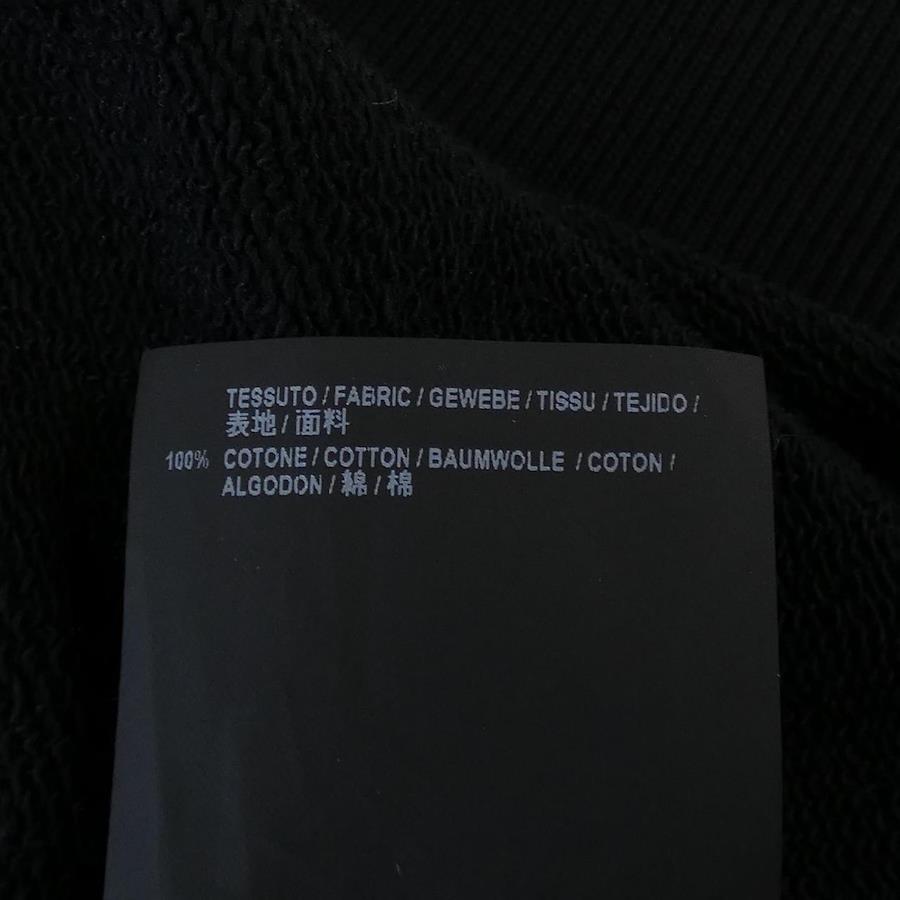 TESSUTO / FABRIC / GEWEBE / TISSU / TEJIDO /
表地 / 面料
100% COTONE / COTTON / BAUMWOLLE / COTON /
ALGODON / 綿 / 棉